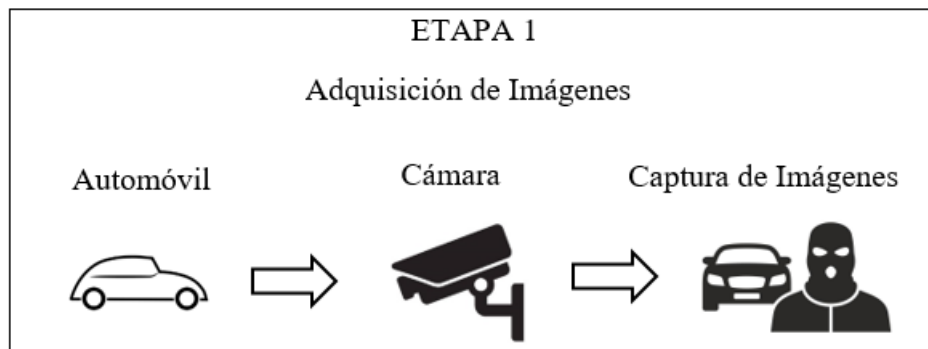 ETAPA 1
Adquisición de Imágenes
Automóvil
Cámara
Captura de Imágenes